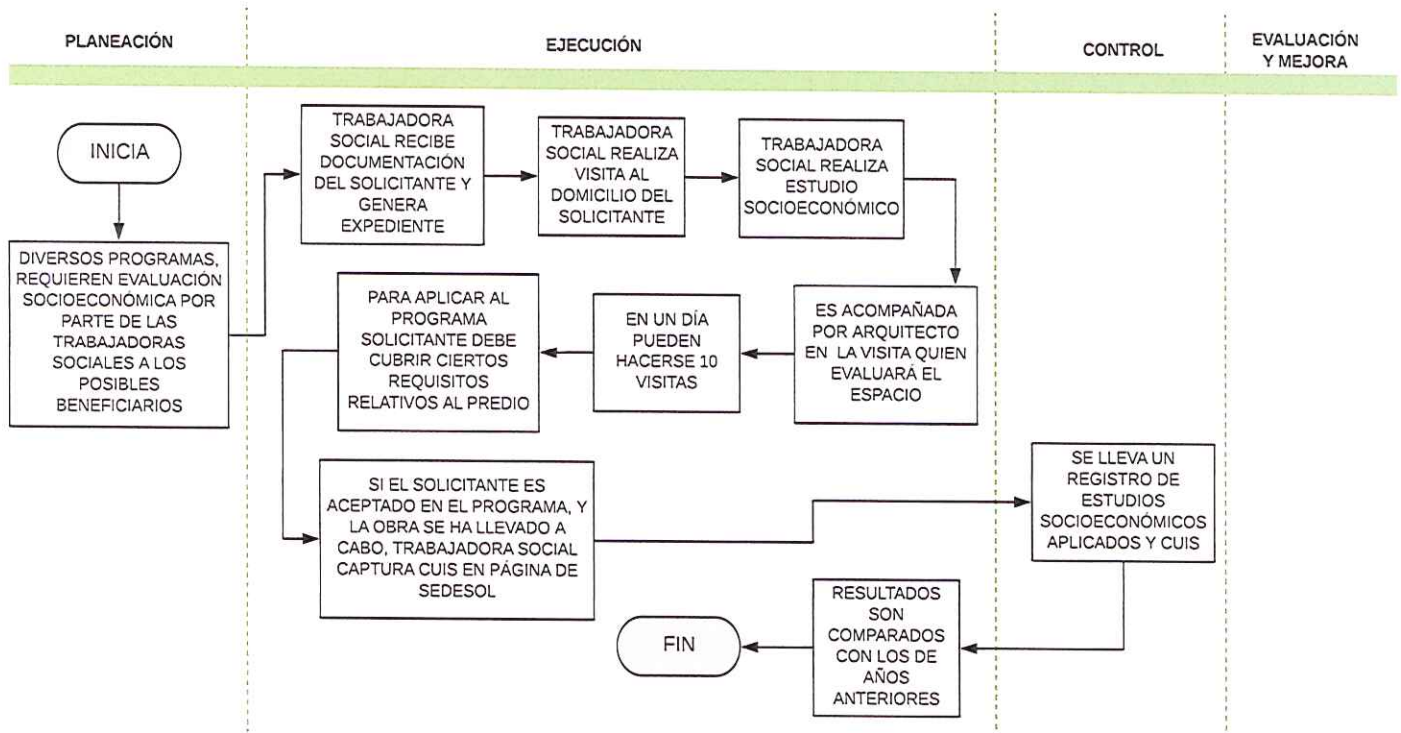 PLANEACIÓN
EJECUCIÓN
CONTROL
EVALUACIÓN
Y MEJORA
INICIA
DIVERSOS PROGRAMAS,
REQUIEREN EVALUACIÓN
SOCIOECONÓMICA POR
PARTE DE LAS
TRABAJADORAS
SOCIALES A LOS
POSIBLES
BENEFICIARIOS
TRABAJADORA
SOCIAL RECIBE
DOCUMENTACIÓN
DEL SOLICITANTE Y
GENERA
EXPEDIENTE
TRABAJADORA
SOCIAL REALIZA
VISITA AL
DOMICILIO DEL
SOLICITANTE
TRABAJADORA
SOCIAL REALIZA
ESTUDIO
SOCIOECONÓMICO
ES ACOMPAÑADA
POR ARQUITECTO
EN LA VISITA QUIEN
EVALUARÁ EL
ESPACIO
EN UN DÍA
PUEDEN
HACERSE 10
VISITAS
PARA APLICAR AL
PROGRAMA
SOLICITANTE DEBE
CUBRIR CIERTOS
REQUISITOS
RELATIVOS AL PREDIO
SI EL SOLICITANTE ES
ACEPTADO EN EL PROGRAMA, Y
LA OBRA SE HA LLEVADO A
CABO, TRABAJADORA SOCIAL
CAPTURA CUIS EN PÁGINA DE
SEDESOL
SE LLEVA UN
REGISTRO DE
ESTUDIOS
SOCIOECONÓMICOS
APLICADOS Y CUIS
RESULTADOS
SON
COMPARADOS
CON LOS DE
AÑOS
ANTERIORES
FIN